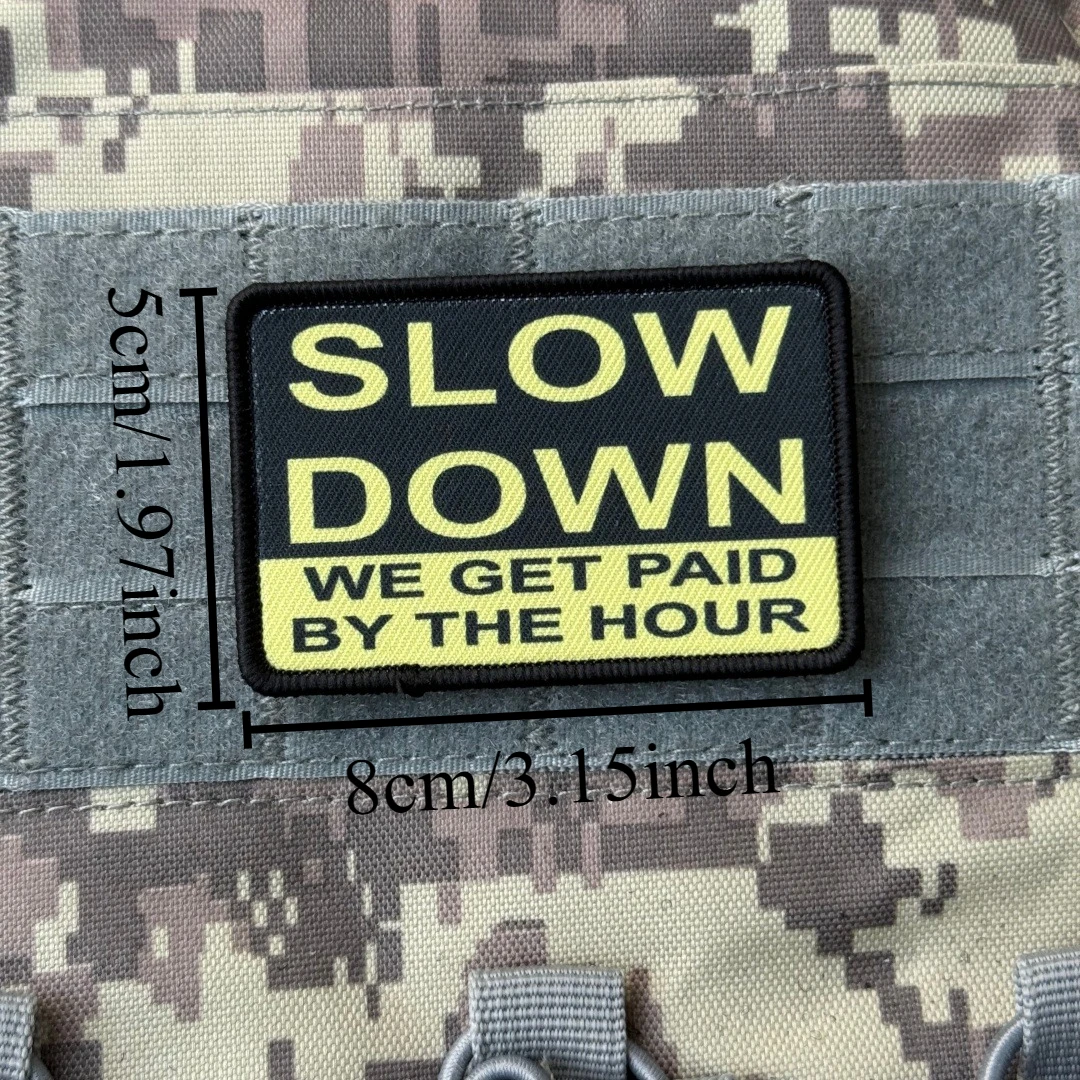 SLOW
DOWN
WE GET PAID
BY THE HOUR
5cm/1.97inch
8cm/3.15inch